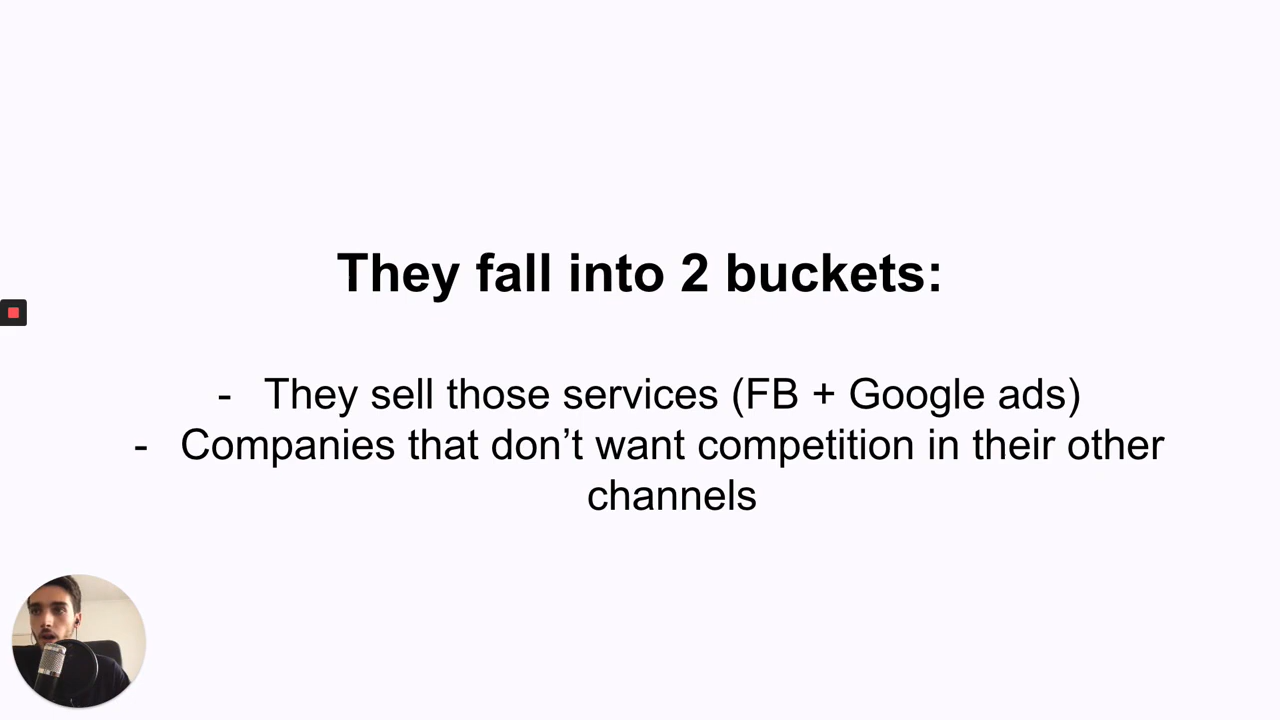 They fall into 2 buckets:
- They sell those services (FB + Google ads)
- Companies that don’t want competition in their other
channels